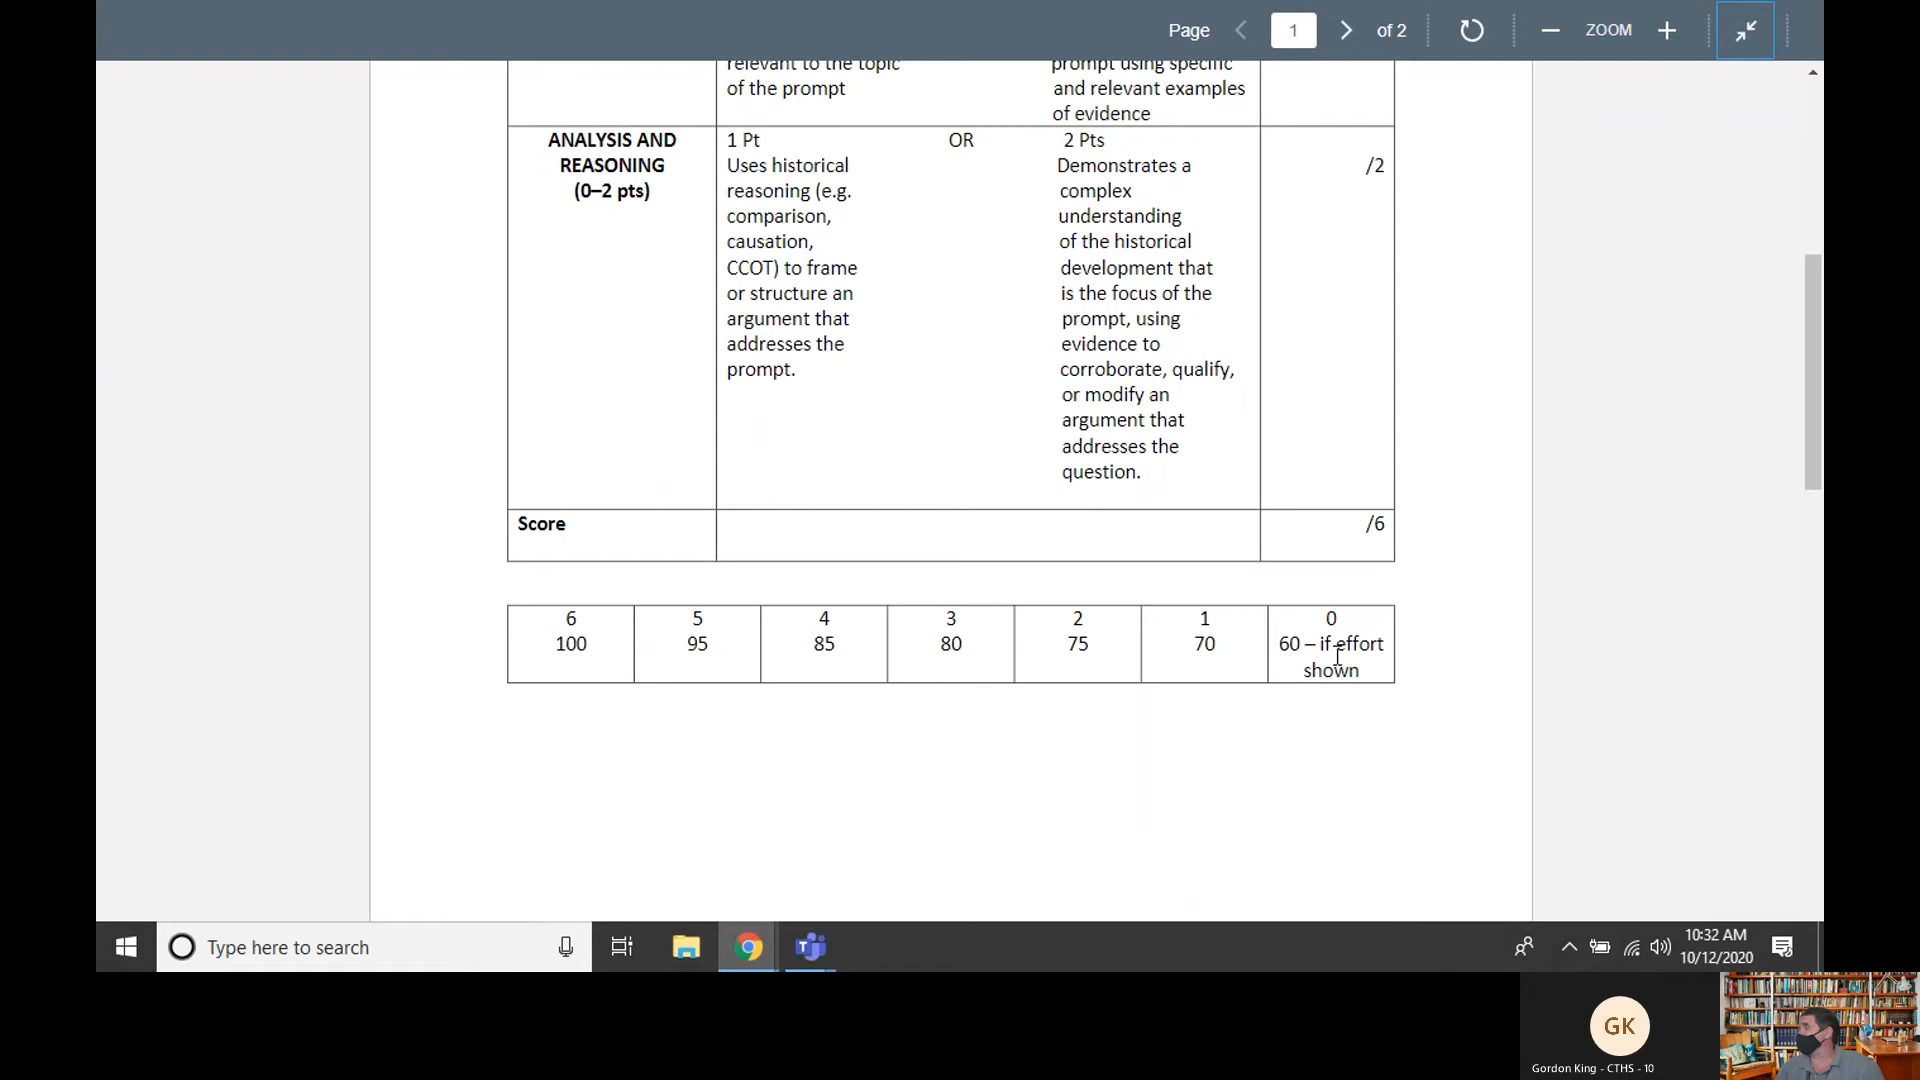 Page
1
of 2
ZOOM
relevant to the topic
of the prompt
prompt using specific
and relevant examples
of evidence
ANALYSIS AND
REASONING
(0–2 pts)
1 Pt
Uses historical
reasoning (e.g.
comparison,
causation,
CCOT) to frame
or structure an
argument that
addresses the
prompt.
OR
2 Pts
Demonstrates a
complex
understanding
of the historical
development that
is the focus of the
prompt, using
evidence to
corroborate, qualify,
or modify an
argument that
addresses the
question.
/2
Score
/6
6
100
5
95
4
85
3
80
2
75
1
70
0
60 – if effort
shown
Type here to search
10:32 AM
10/12/2020
GK
Gordon King - CTHS - 10